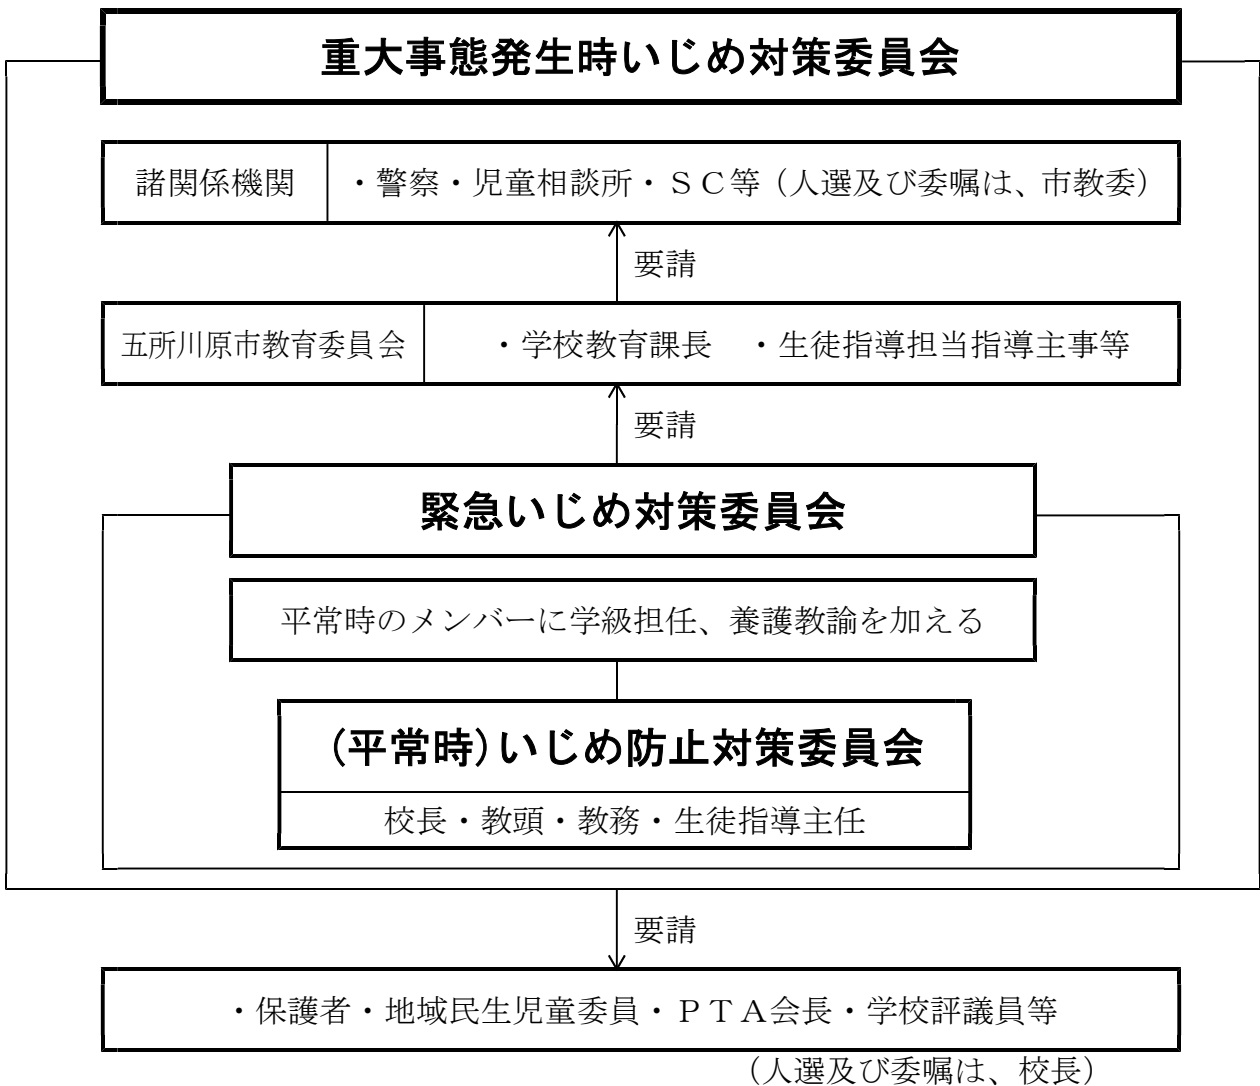 重大事態発生時いじめ対策委員会
諸関係機関 ・警察・児童相談所・ＳＣ等（人選及び委嘱は、市教委）
要請
五所川原市教育委員会 ・学校教育課長　・生徒指導担当指導主事等
要請
緊急いじめ対策委員会
平常時のメンバーに学級担任、養護教諭を加える
（平常時）いじめ防止対策委員会
校長・教頭・教務・生徒指導主任
要請
・保護者・地域民生児童委員・ＰＴＡ会長・学校評議員等
（人選及び委嘱は、校長）